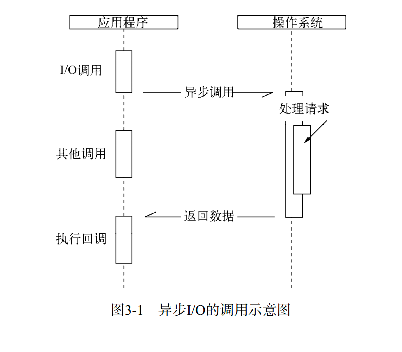 应用程序
操作系统
I/O调用
异步调用
处理请求
其他调用
返回数据
执行回调
图3-1 异步I/O的调用示意图